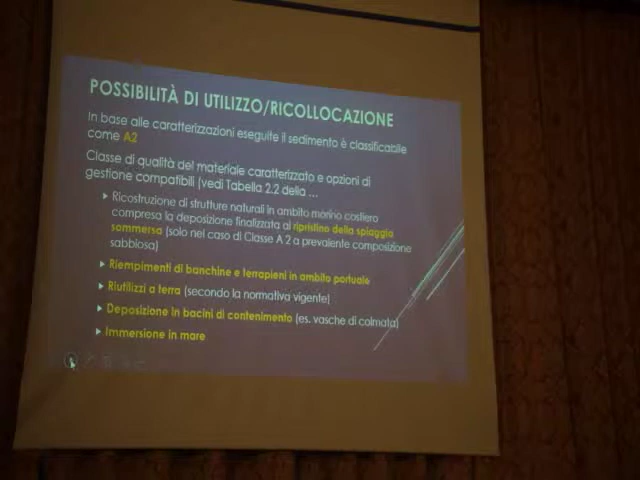 POSSIBILITÀ DI UTILIZZO/RICOLLOCAZIONE
In base alle caratterizzazioni eseguite il sedimento è classificabile
come A2
Classe di qualità del materiale caratterizzato e opzioni di
gestione compatibili (vedi Tabella 2.2 della ...
Ricostruzione di strutture naturali in ambito marino costiero
compresa la deposizione finalizzata al ripristino della spiaggia
sommersa (solo nel caso di Classe A 2 a prevalente composizione
sabbiosa)
Riempimenti di banchine e terrapieni in ambito portuale
Riutilizzi a terra (secondo la normativa vigente)
Deposizione in bacini di contenimento (es. vasche di colmata)
Immersione in mare